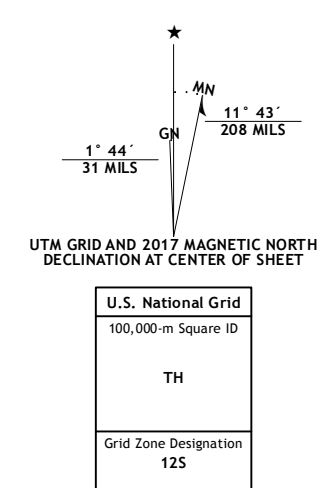 ★
MN
GN
11° 43´
208 MILS
1° 44´
31 MILS
UTM GRID AND 2017 MAGNETIC NORTH
DECLINATION AT CENTER OF SHEET
U.S. National Grid
100,000-m Square ID
TH
Grid Zone Designation
12S